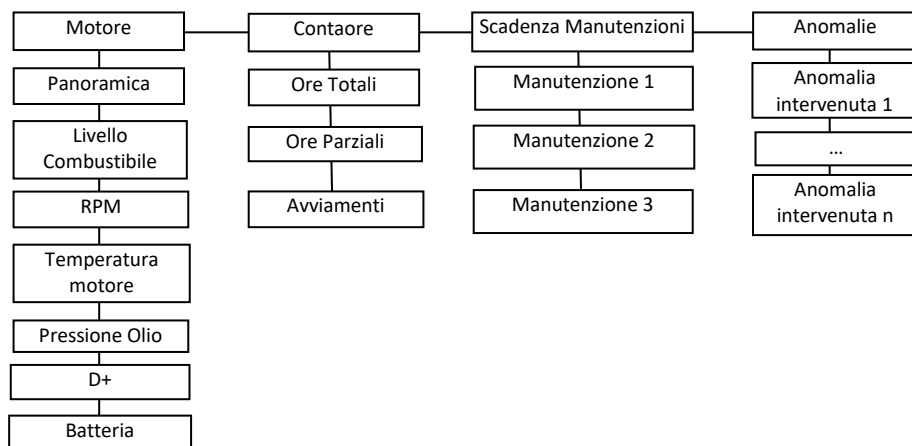 Motore
Panoramica
Livello
Combustibile
RPM
Temperatura
motore
Pressione Olio
D+
Batteria
Contaore
Ore Totali
Ore Parziali
Avviamenti
Scadenza Manutenzioni
Manutenzione 1
Manutenzione 2
Manutenzione 3
Anomalie
Anomalia
intervenuta 1
...
Anomalia
intervenuta n